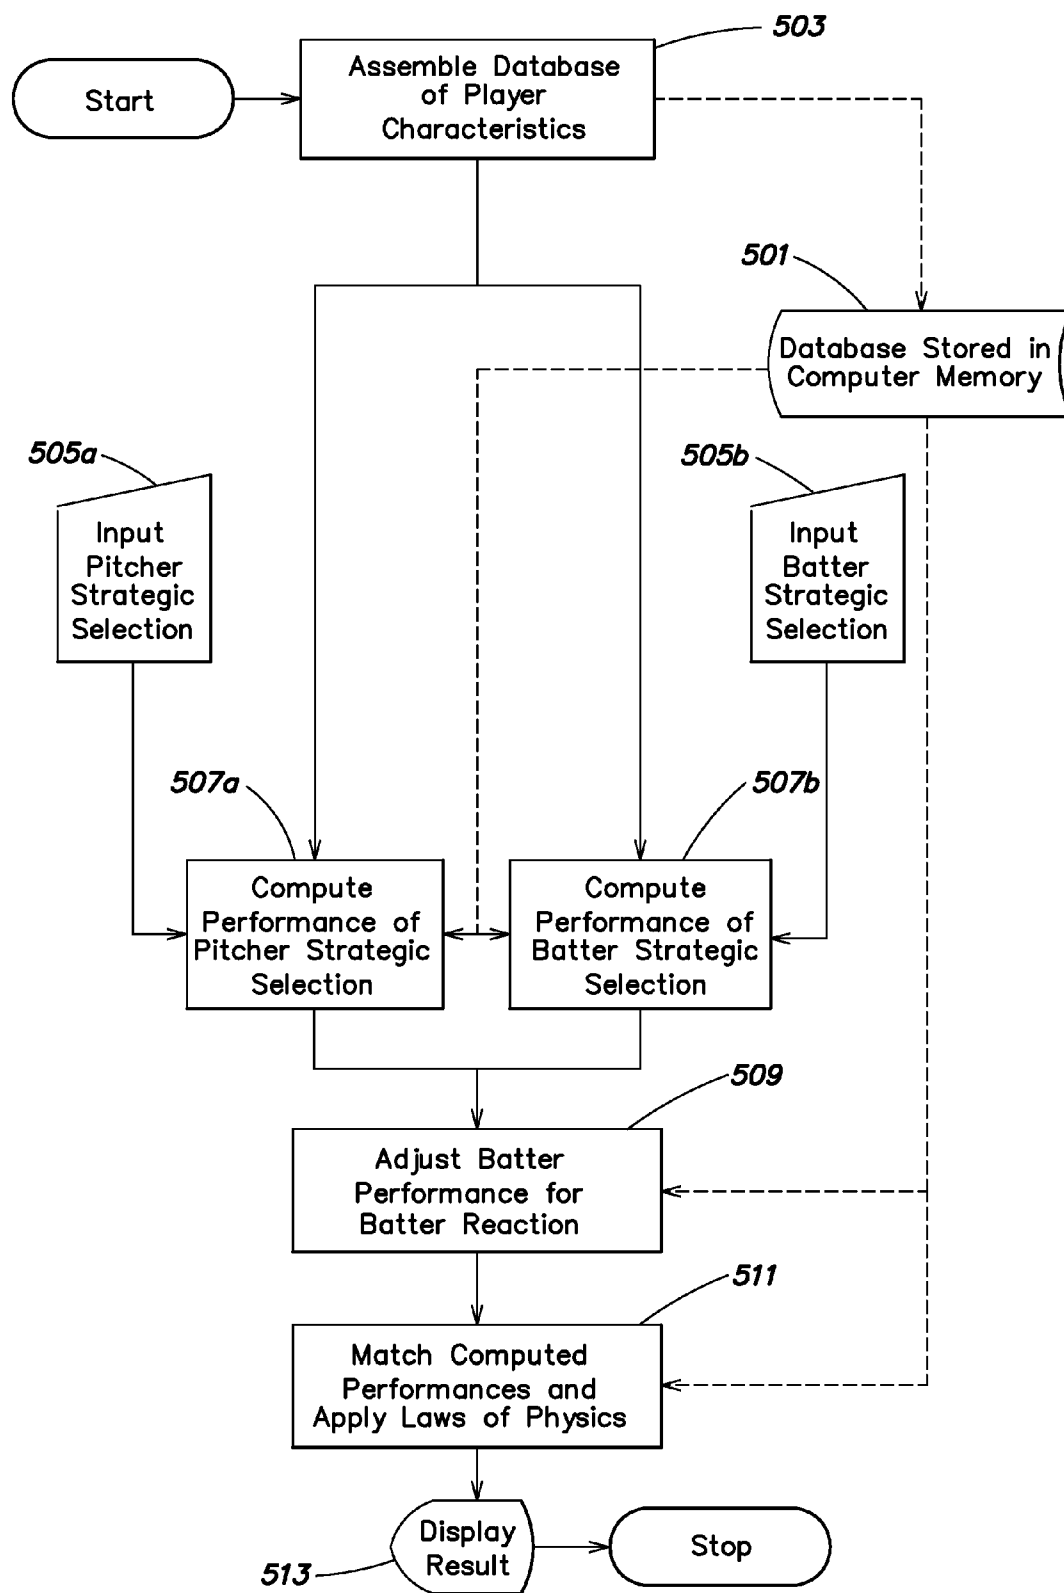 503
Start
Assemble Database
of Player
Characteristics
501
Database Stored in
Computer Memory
505a
Input
Pitcher
Strategic
Selection
505b
Input
Batter
Strategic
Selection
507a
Compute
Performance of
Pitcher Strategic
Selection
507b
Compute
Performance of
Batter Strategic
Selection
509
Adjust Batter
Performance for
Batter Reaction
511
Match Computed
Performances and
Apply Laws of Physics
Display
Result
513
Stop